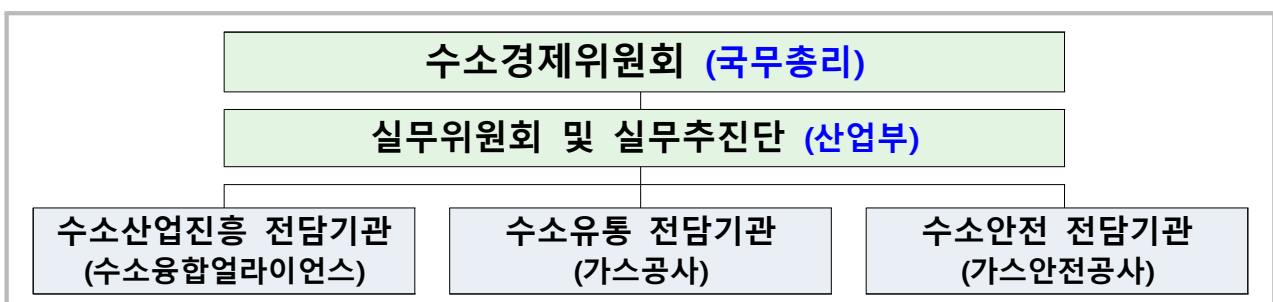 수소경제위원회 (국무총리)
실무위원회 및 실무추진단 (산업부)
수소산업진흥 전담기관
(수소융합얼라이언스)
수소유통 전담기관
(가스공사)
수소안전 전담기관
(가스안전공사)